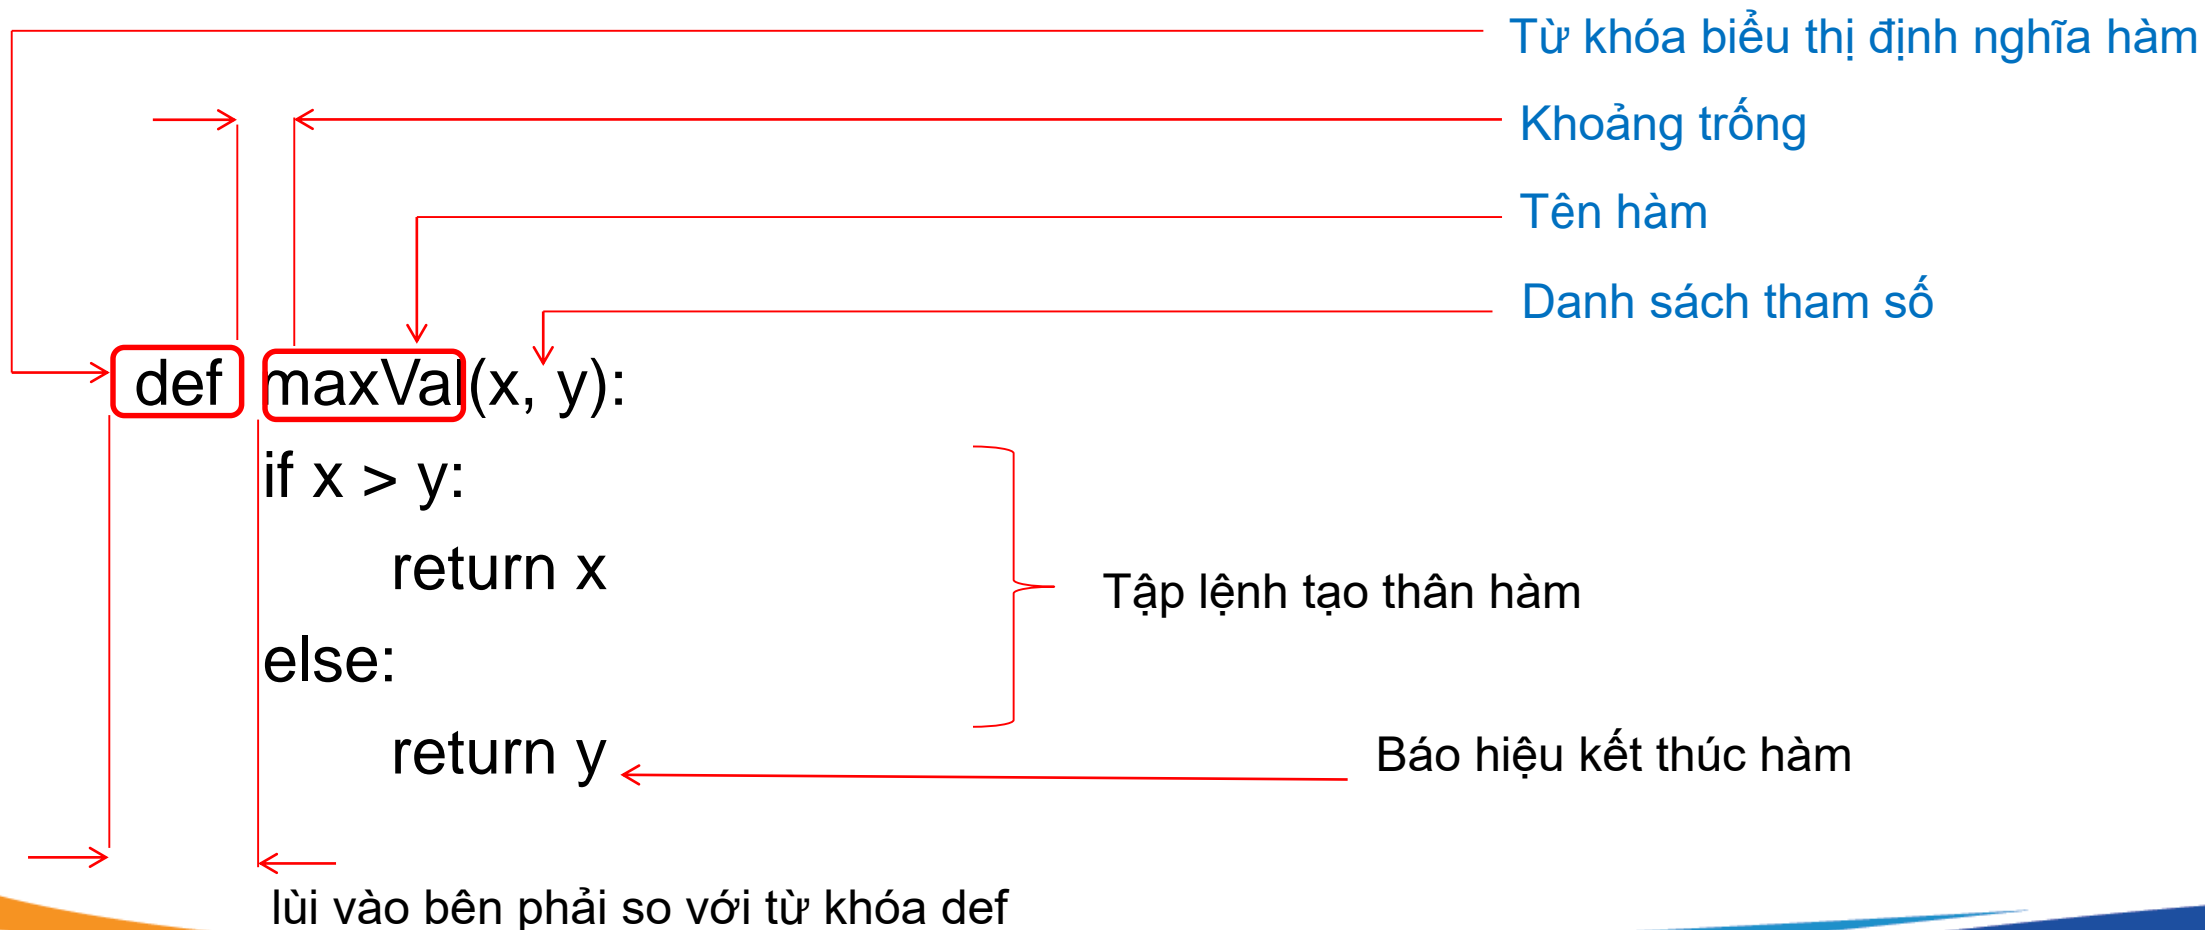 Từ khóa biểu thị định nghĩa hàm
Khoảng trống
Tên hàm
Danh sách tham số
def maxVal(x, y):
if x > y:
return x
Tập lệnh tạo thân hàm
else:
return y
Báo hiệu kết thúc hàm
lùi vào bên phải so với từ khóa def